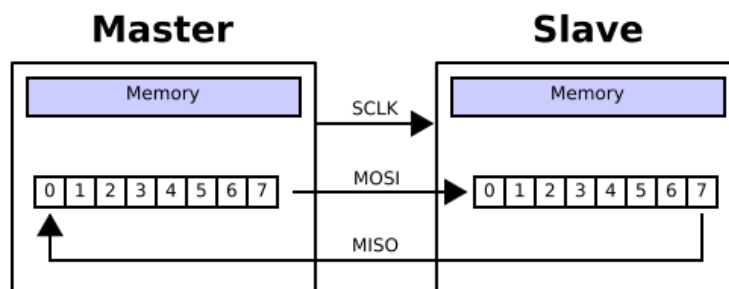 Master Slave
Memory Memory
SCLK
MOSI
0 1 2 3 4 5 6 7 0 1 2 3 4 5 6 7
MISO